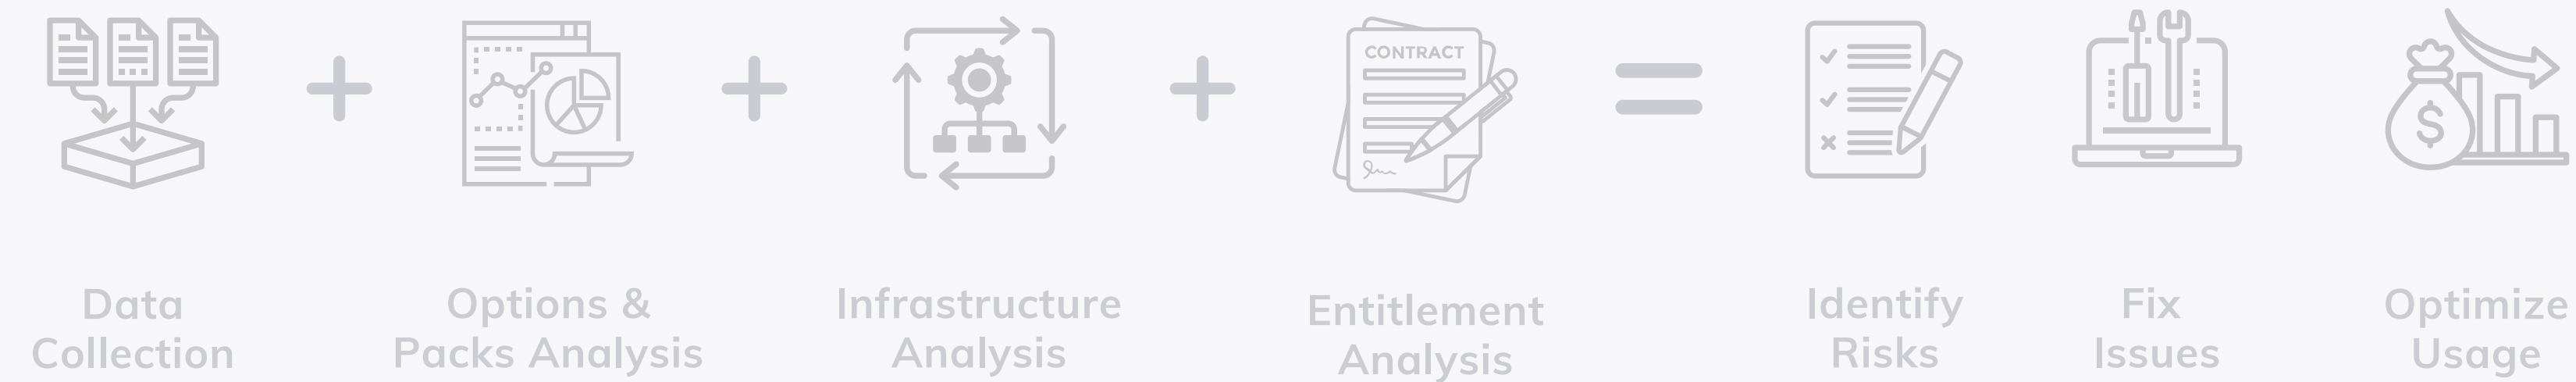 CONTRACT
Data
Collection
Options &
Packs Analysis
Infrastructure
Analysis
Entitlement
Analysis
Identify
Risks
Fix
Issues
Optimize
Usage